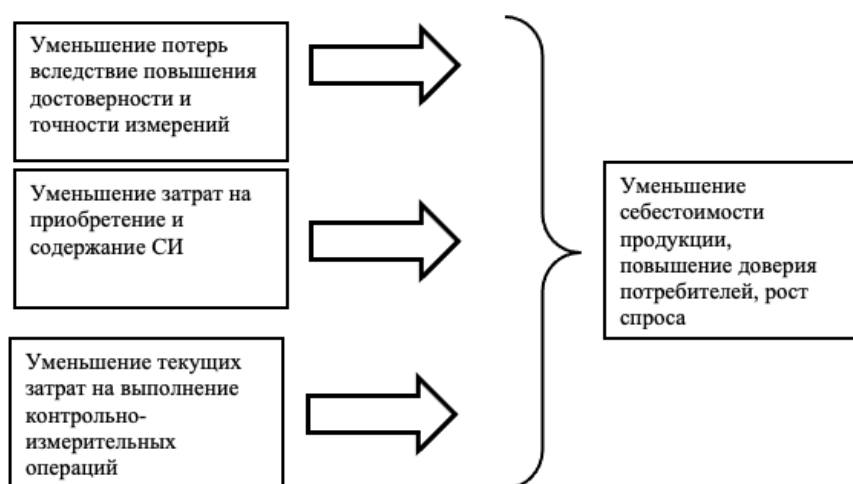 Уменьшение потерь
вследствие повышения
достоверности и
точности измерений
Уменьшение затрат на
приобретение и
содержание СИ
Уменьшение текущих
затрат на выполнение
контрольно-
измерительных
операций
Уменьшение
себестоимости
продукции,
повышение доверия
потребителей, рост
спроса